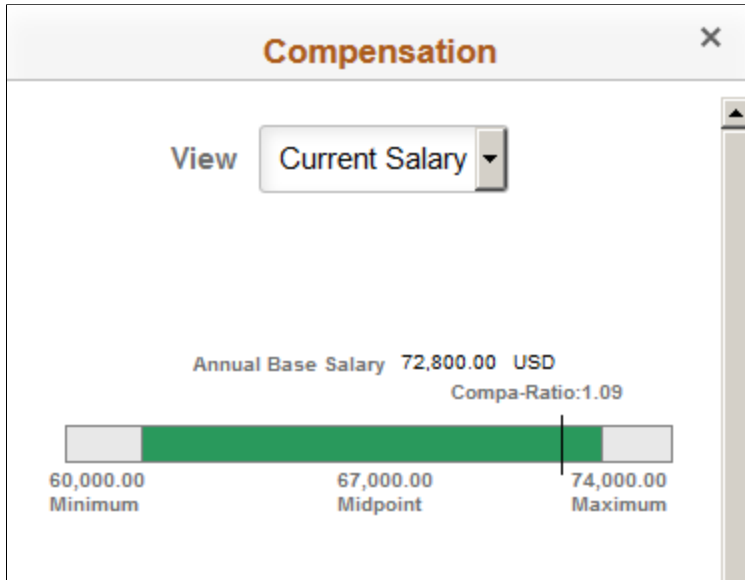 Compensation
View Current Salary
Annual Base Salary 72,800.00 USD
Compa-Ratio:1.09
60,000.00 67,000.00 74,000.00
Minimum Midpoint Maximum